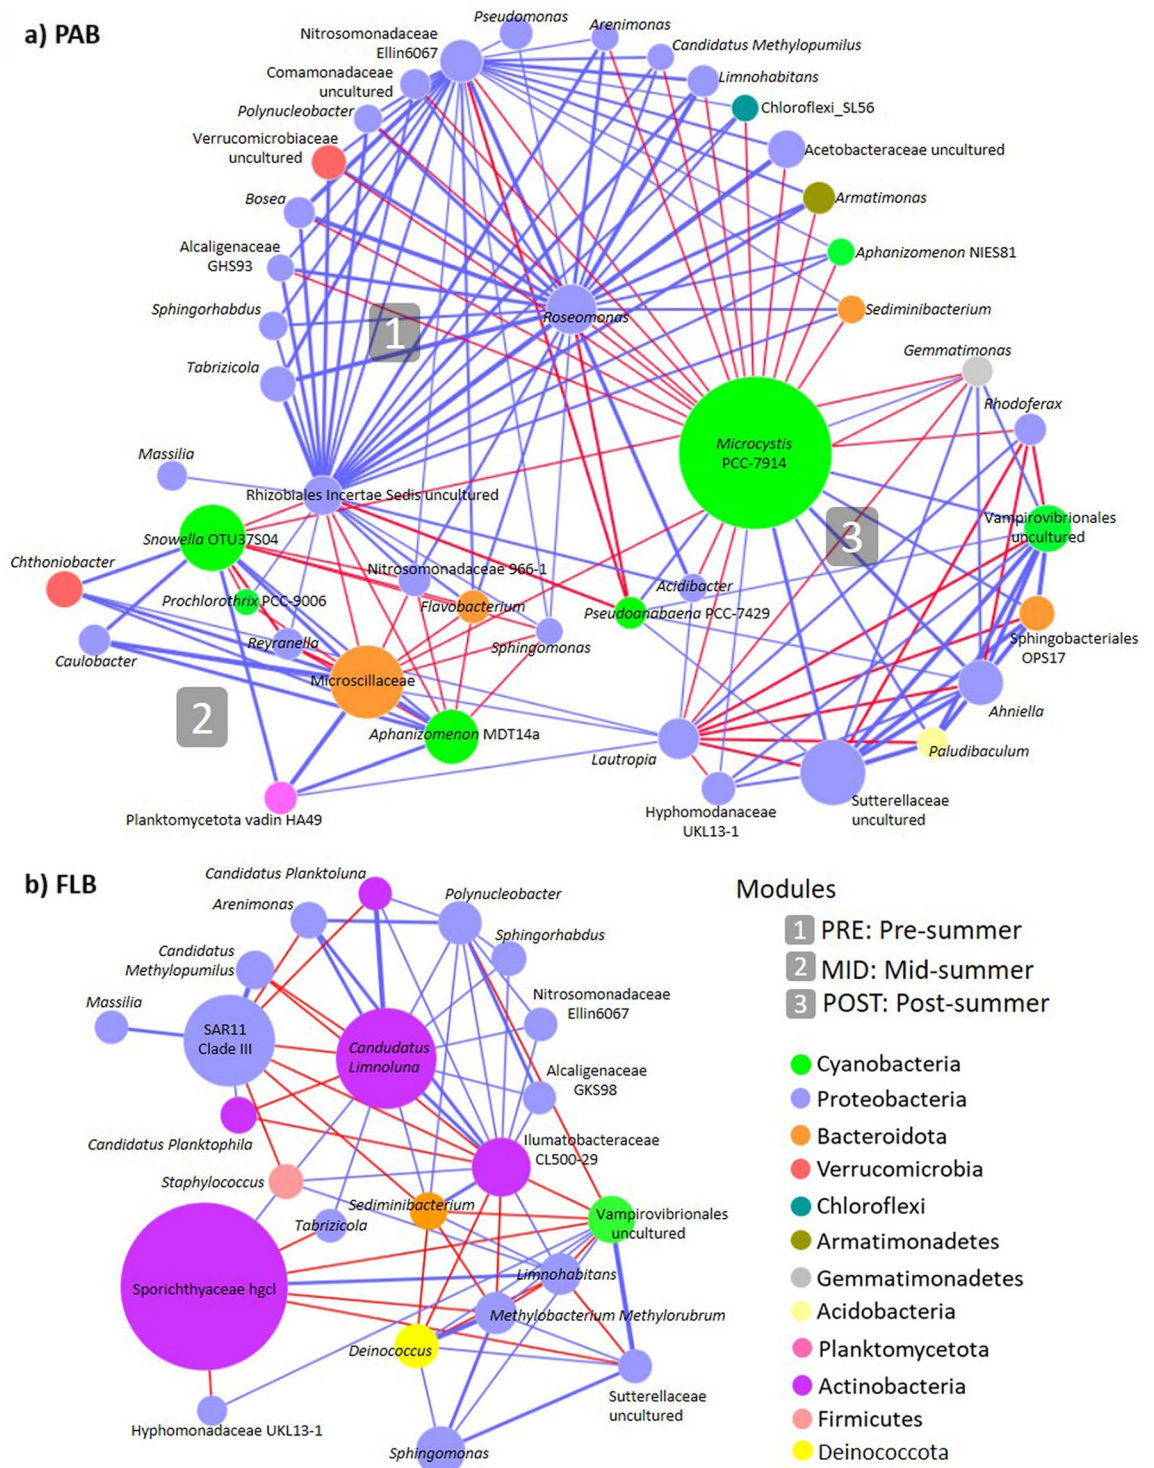 a) PAB
Pseudomonas
Arenimonas
Nitrosomonadaceae
Ellin6067
Candidatus Methylopumilus
Comamonadaceae
uncultured
Limnohabitans
Polynucleobacter
Chloroflexi_SL56
Verrucomicrobiaceae
uncultured
Acetobacteraceae uncultured
Bosea
Armatimonas
Alcaligenaceae
GHS93
Aphanizomenon NIES81
Sphingorhabdus
Roseomonas
Sediminibacterium
1
Tabrizicola
Gemmatimonas
Rhodoferax
Microcystis
PCC-7914
Massilia
Rhizobiales Incertae Sedis uncultured
Snowella OTU37S04
3
Vampirovibrionales
uncultured
Chthoniobacter
Nitrosomonadaceae 966-1
Acidibacter
Prochlorothrix PCC-9006
Flavobacterium
Pseudoanabaena PCC-7429
Reyranella
Sphingomonas
Sphingobacteriales
OPS17
Caulobacter
Microscillaceae
2
Ahniella
Aphanizomenon MDT14a
Lautropia
Paludibaculum
Planktomycetota vadin HA49
Hyphomodanaceae
UKL13-1
Sutterellaceae
uncultured
b) FLB
Candidatus Planktoluna
Polynucleobacter
Arenimonas
Sphingorhabdus
Candidatus
Methylopumilus
Massilia
Nitrosomonadaceae
Ellin6067
SAR11
Clade III
Candudatus
Limnoluna
Alcaligenaceae
GKS98
Candidatus Planktophila
Ilumatobacteraceae
CL500-29
Staphylococcus
Sediminibacterium
Tabrizicola
Vampirovibrionales
uncultured
Sporichthyaceae hgcl
Limnohabitans
Methylobacterium Methylorubrum
Deinococcus
Sutterellaceae
uncultured
Hyphomonadaceae UKL13-1
Sphingomonas
Modules
1 PRE: Pre-summer
2 MID: Mid-summer
3 POST: Post-summer
Cyanobacteria
Proteobacteria
Bacteroidota
Verrucomicrobia
Chloroflexi
Armatimonadetes
Gemmatimonadetes
Acidobacteria
Planktomycetota
Actinobacteria
Firmicutes
Deinococcota